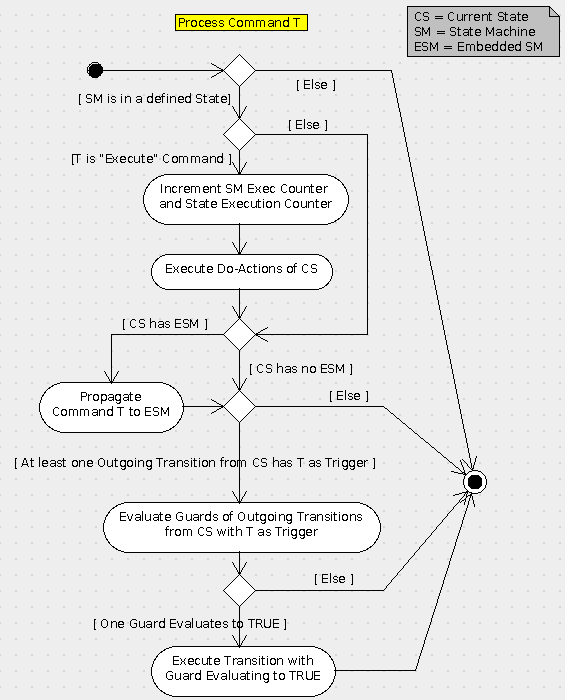 Process Command T
CS = Current State
SM = State Machine
ESM = Embedded SM
[ Else ]
[ SM is in a defined State]
[ Else ]
[T is "Execute" Command ]
Increment SM Exec Counter
and State Execution Counter
Execute Do-Actions of CS
[ CS has ESM ]
[ CS has no ESM ]
Propagate
Command T to ESM
[ Else ]
[ At least one Outgoing Transition from CS has T as Trigger ]
Evaluate Guards of Outgoing Transitions
from CS with T as Trigger
[ Else ]
[ One Guard Evaluates to TRUE ]
Execute Transition with
Guard Evaluating to TRUE